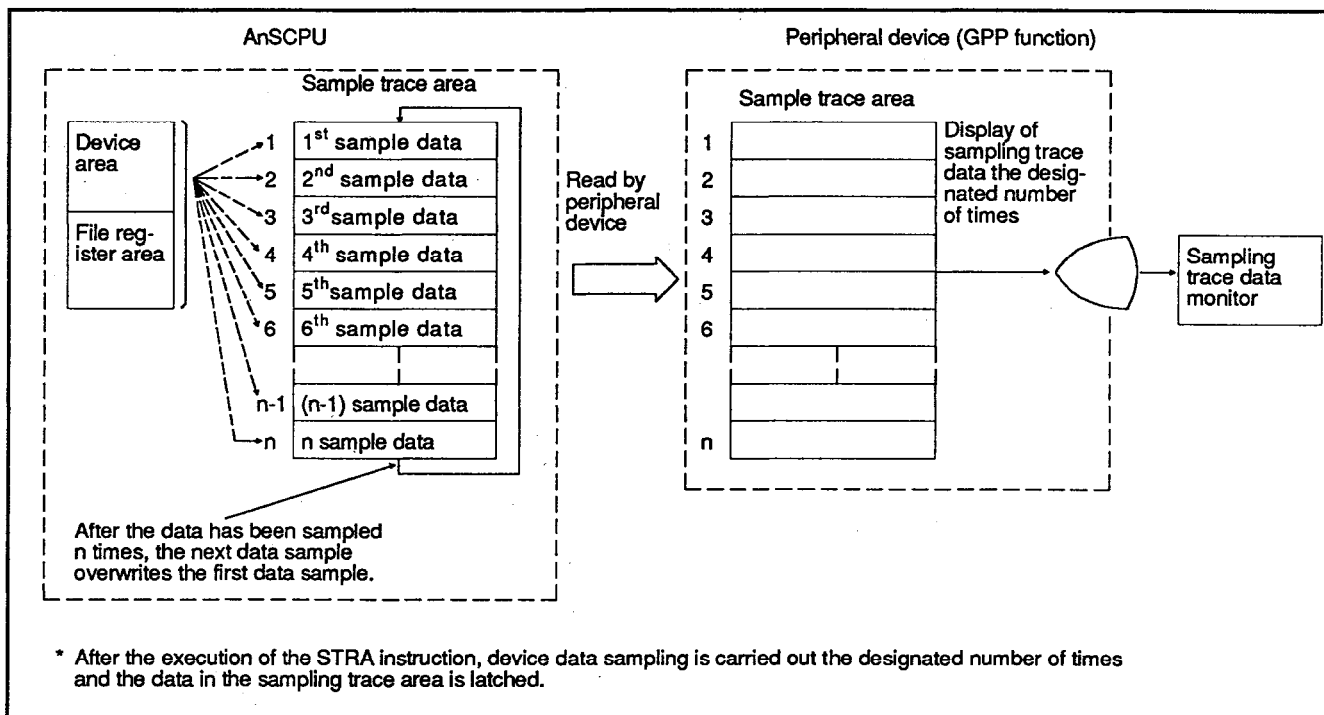 AnSCPU
Peripheral device (GPP function)
Sample trace area
Device
area
File reg-
ister area
1 1st sample data
2 2nd sample data
3 3rd sample data
4 4th sample data
5 5th sample data
6 6th sample data
n-1 (n-1) sample data
n n sample data
After the data has been sampled
n times, the next data sample
overwrites the first data sample.
Read by
peripheral
device
Sample trace area
1
2
3
4
5
6
n
Display of
sampling trace
data the desig-
nated number
of times
Sampling
trace data
monitor
* After the execution of the STRA instruction, device data sampling is carried out the designated number of times
and the data in the sampling trace area is latched.